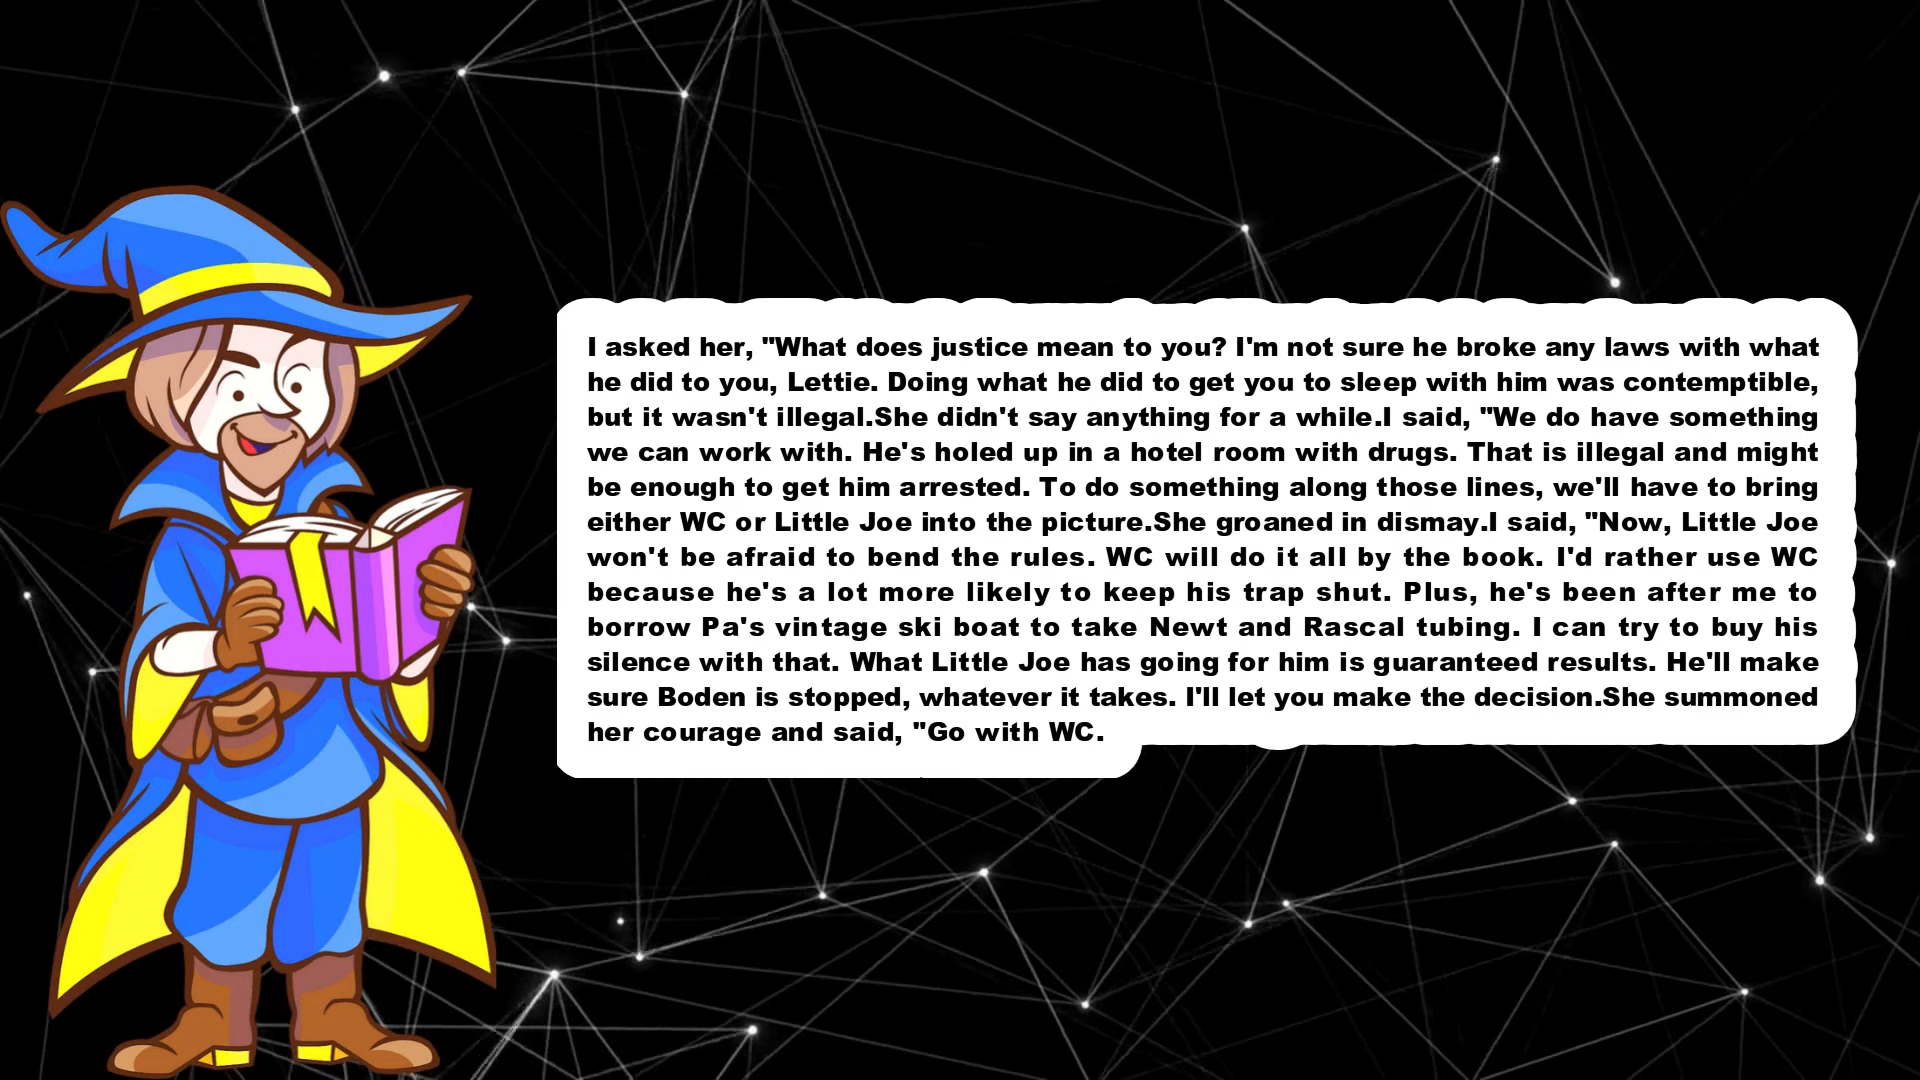 I asked her, "What does justice mean to you? I'm not sure he broke any laws with what
he did to you, Lettie. Doing what he did to get you to sleep with him was contemptible,
but it wasn't illegal.She didn't say anything for a while.I said, "We do have something
we can work with. He's holed up in a hotel room with drugs. That is illegal and might
be enough to get him arrested. To do something along those lines, we'll have to bring
either WC or Little Joe into the picture.She groaned in dismay.I said, "Now, Little Joe
won't be afraid to bend the rules. WC will do it all by the book. I'd rather use WC
because he's a lot more likely to keep his trap shut. Plus, he's been after me to
borrow Pa's vintage ski boat to take Newt and Rascal tubing. I can try to buy his
silence with that. What Little Joe has going for him is guaranteed results. He'll make
sure Boden is stopped, whatever it takes. I'll let you make the decision.She summoned
her courage and said, "Go with WC.